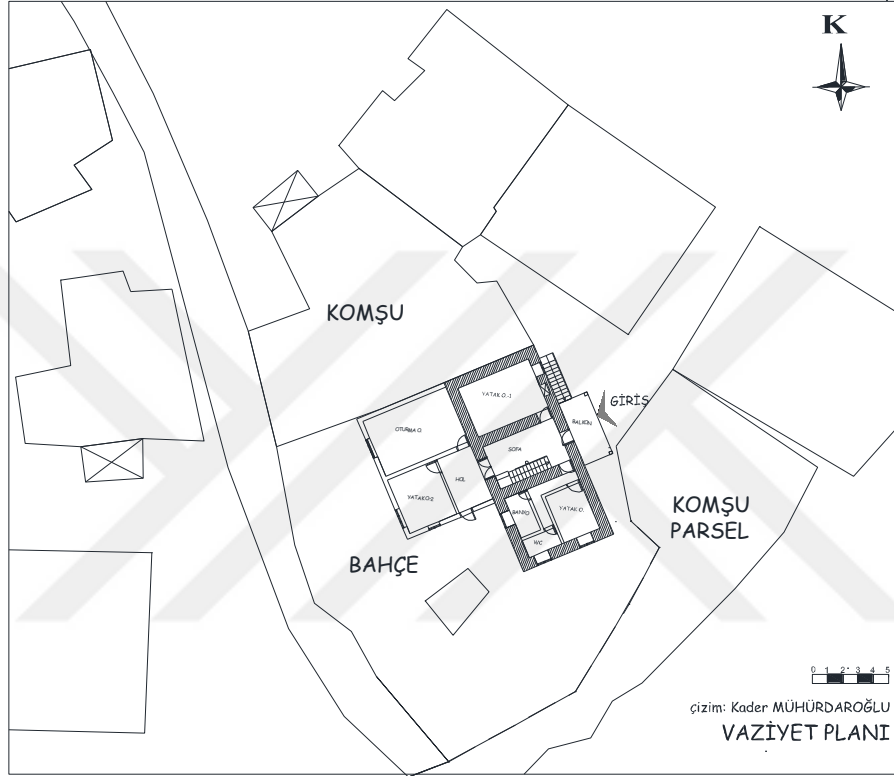 K
KOMŞU
GİRİŞ
YATAK O.-1
BALKON
OTURMA O.
SOFA
HOL
YATAK O-2
BANYO
YATAK O.
WC
KOMŞU
PARSEL
BAHÇE
0 1 2 3 4 5
çizim: Kader MÜHÜRDAROĞLU
VAZİYET PLANI